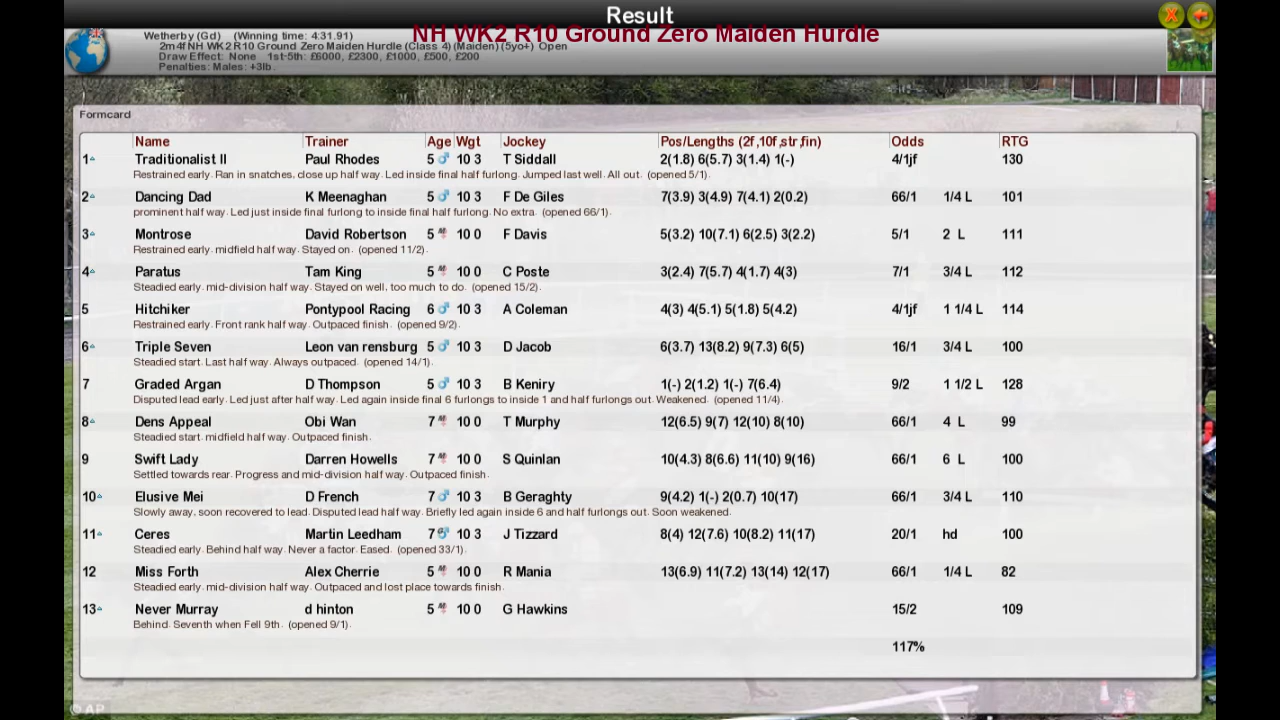 Result
NH WK2 R10 Ground Zero Maiden Hurdle
Wetherby (Gd) (Winning time: 4:31.91)
2m4f NH WK2 R10 Ground Zero Maiden Hurdle (Class 4) (Maiden) (5yo+) Open
Draw Effect: None 1st-5th: £6000, £2300, £1000, £500, £200
Penalties: Males: +3lb.
Formcard
Name Trainer Age Wgt Jockey Pos/Lengths (2f,10f,str,fin) Odds RTG
1 Traditionalist II Paul Rhodes 5 10 3 T Siddall 2(1.8) 6(5.7) 3(1.4) 1(-) 4/1jf 130
Restrained early. Ran in snatches, close up half way. Led inside final half furlong. Jumped last well. All out. (opened 5/1).
2 Dancing Dad K Meenaghan 5 10 3 F De Giles 7(3.9) 3(4.9) 7(4.1) 2(0.2) 66/1 1/4 L 101
prominent half way. Led just inside final furlong to inside final half furlong. No extra. (opened 66/1).
3 Montrose David Robertson 5 10 0 F Davis 5(3.2) 10(7.1) 6(2.5) 3(2.2) 5/1 2 L 111
Restrained early. midfield half way. Stayed on. (opened 11/2).
4 Paratus Tam King 5 10 0 C Poste 3(2.4) 7(5.7) 4(1.7) 4(3) 7/1 3/4 L 112
Steadied early. mid-division half way. Stayed on well, too much to do. (opened 15/2).
5 Hitchiker Pontypool Racing 6 10 3 A Coleman 4(3) 4(5.1) 5(1.8) 5(4.2) 4/1jf 1 1/4 L 114
Restrained early. Front rank half way. Outpaced finish. (opened 9/2).
6 Triple Seven Leon van rensburg 5 10 3 D Jacob 6(3.7) 13(8.2) 9(7.3) 6(5) 16/1 3/4 L 100
Steadied start. Last half way. Always outpaced. (opened 14/1).
7 Graded Argan D Thompson 5 10 3 B Keniry 1(-) 2(1.2) 1(-) 7(6.4) 9/2 1 1/2 L 128
Disputed lead early. Led just after half way. Led again inside final 6 furlongs to inside 1 and half furlongs out. Weakened. (opened 11/4).
8 Dens Appeal Obi Wan 7 10 0 T Murphy 12(6.5) 9(7) 12(10) 8(10) 66/1 4 L 99
Steadied start. midfield half way. Outpaced finish.
9 Swift Lady Darren Howells 7 10 0 S Quinlan 10(4.3) 8(6.6) 11(10) 9(16) 66/1 6 L 100
Settled towards rear. Progress and mid-division half way. Outpaced finish.
10 Elusive Mei D French 7 10 3 B Geraghty 9(4.2) 1(-) 2(0.7) 10(17) 66/1 3/4 L 110
Slowly away, soon recovered to lead. Disputed lead half way. Briefly led again inside 6 and half furlongs out. Soon weakened.
11 Ceres Martin Leedham 7 10 3 J Tizzard 8(4) 12(7.6) 10(8.2) 11(17) 20/1 hd 100
Steadied early. Behind half way. Never a factor. Eased. (opened 33/1).
12 Miss Forth Alex Cherrie 5 10 0 R Mania 13(6.9) 11(7.2) 13(14) 12(17) 66/1 1/4 L 82
Steadied early. mid-division half way. Outpaced and lost place towards finish.
13 Never Murray d hinton 5 10 0 G Hawkins 15/2 109
Behind. Seventh when Fell 9th. (opened 9/1).
117%
© AP